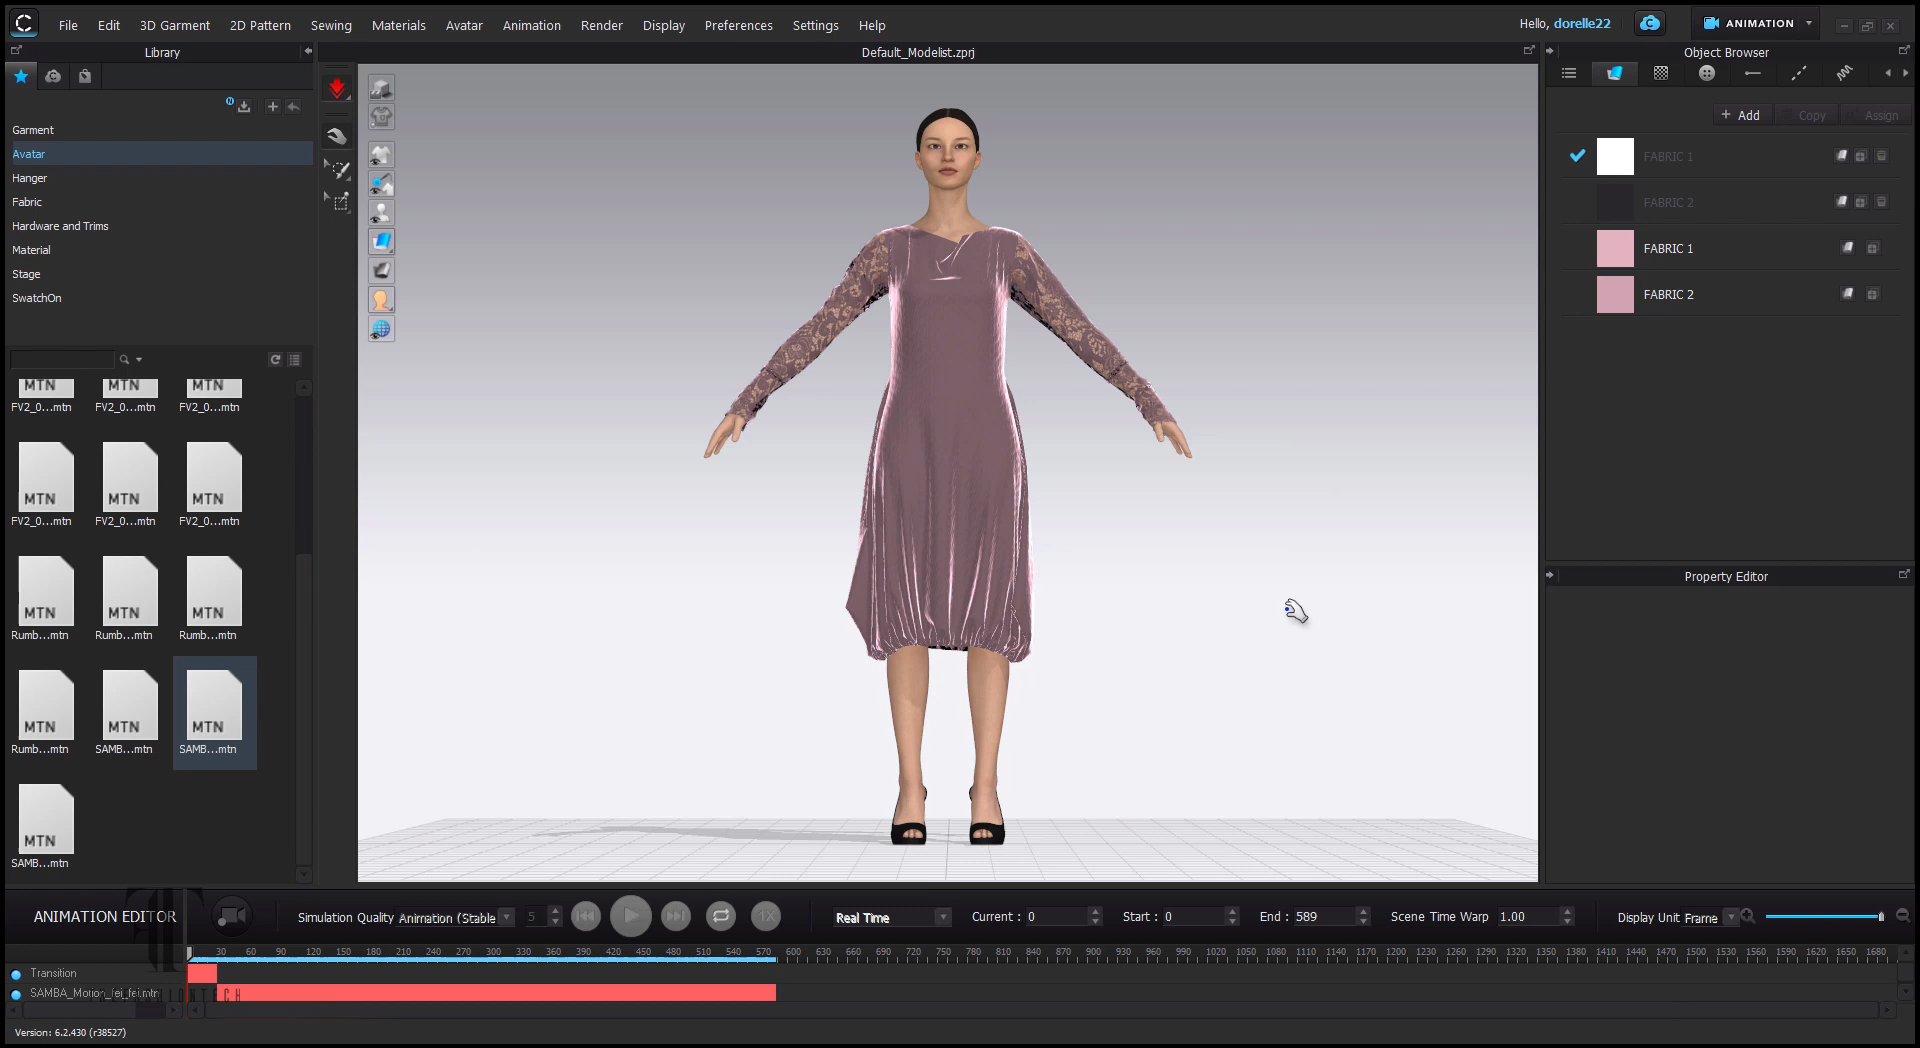 File Edit 3D Garment 2D Pattern Sewing Materials Avatar Animation Render Display Preferences Settings Help
Hello, dorelle22
ANIMATION
Library
Default_Modelist.zprj
Object Browser
Garment
Avatar
Hanger
Fabric
Hardware and Trims
Material
Stage
SwatchOn
+ Add Copy Assign
FABRIC 1
FABRIC 2
FABRIC 1
FABRIC 2
MTN MTN MTN
FV2_0...mtn FV2_0...mtn FV2_0...mtn
MTN MTN MTN
FV2_0...mtn FV2_0...mtn FV2_0...mtn
MTN MTN MTN
Rumb...mtn Rumb...mtn Rumb...mtn
MTN MTN MTN
Rumb...mtn SAMB...mtn SAMB...mtn
MTN
SAMB...mtn
Property Editor
ANIMATION EDITOR
Simulation Quality Animation (Stable 5 1X Real Time Current : 0 Start : 0 End : 589 Scene Time Warp 1.00 Display Unit Frame
30 60 90 120 150 180 210 240 270 300 330 360 390 420 450 480 510 540 570 600 630 660 690 720 750 780 810 840 870 900 930 960 990 1020 1050 1080 1110 1140 1170 1200 1230 1260 1290 1320 1350 1380 1410 1440 1470 1500 1530 1560 1590 1620 1650 1680
Transition
SAMBA_Motion_fei_fei.mtn
Version: 6.2.430 (r38527)